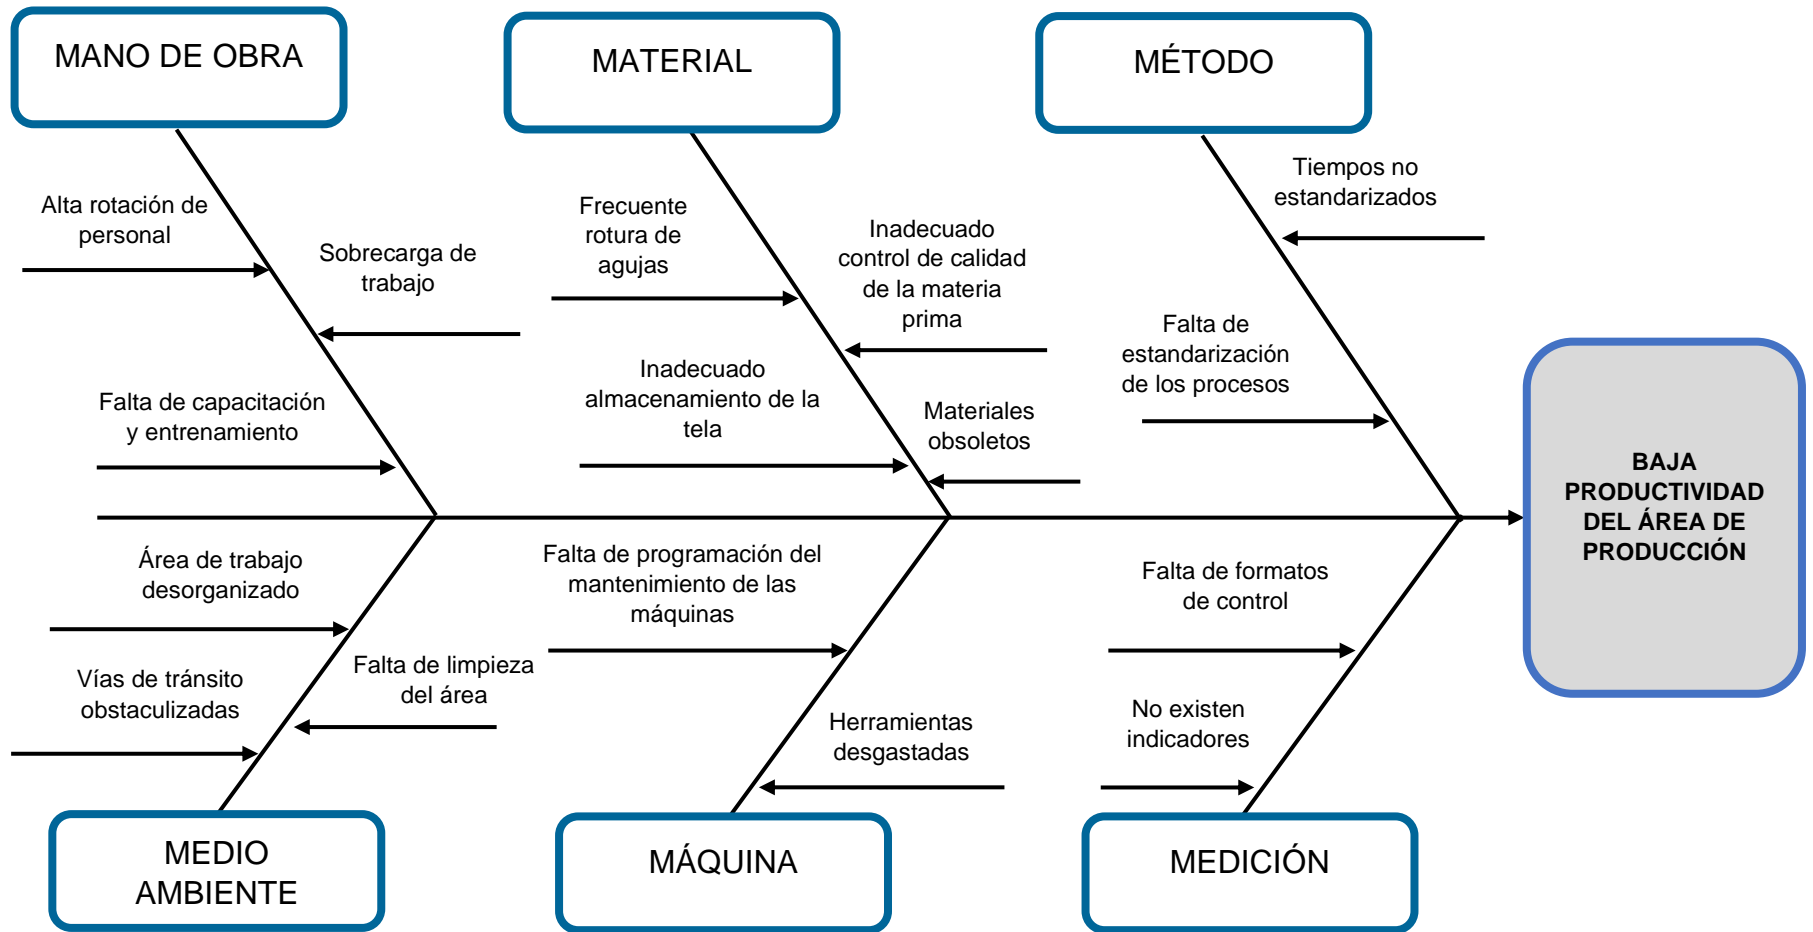 MANO DE OBRA
MATERIAL
MÉTODO
Alta rotación de
personal
Sobrecarga de
trabajo
Falta de capacitación
y entrenamiento
Frecuente
rotura de
agujas
Inadecuado
control de calidad
de la materia
prima
Inadecuado
almacenamiento de la
tela
Materiales
obsoletos
Tiempos no
estandarizados
Falta de
estandarización
de los procesos
BAJA
PRODUCTIVIDAD
DEL ÁREA DE
PRODUCCIÓN
Área de trabajo
desorganizado
Vías de tránsito
obstaculizadas
Falta de limpieza
del área
Falta de programación del
mantenimiento de las
máquinas
Herramientas
desgastadas
Falta de formatos
de control
No existen
indicadores
MEDIO
AMBIENTE
MÁQUINA
MEDICIÓN